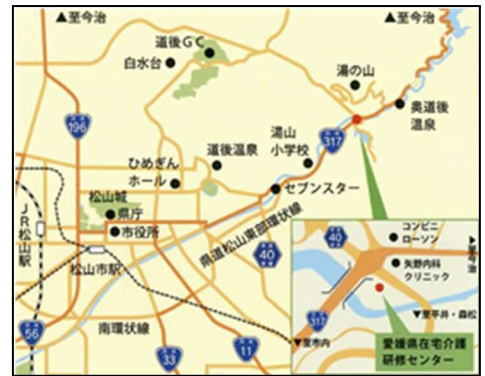 ▲至今治
▲至今治
道後GC
白水台
湯の山
奥道後
温泉
196
317
湯山
小学校
道後温泉
ひめぎん
ホール
セブンスター
松山城
県庁
市役所
JR松山駅
松山市駅
県道松山東部環状線
40
南環状線
56
33
11
40
コンビニ
ローソン
▲至今治
矢野内科
クリニック
317
▼至平井・森松
▼至市内
愛媛県在宅介護
研修センター